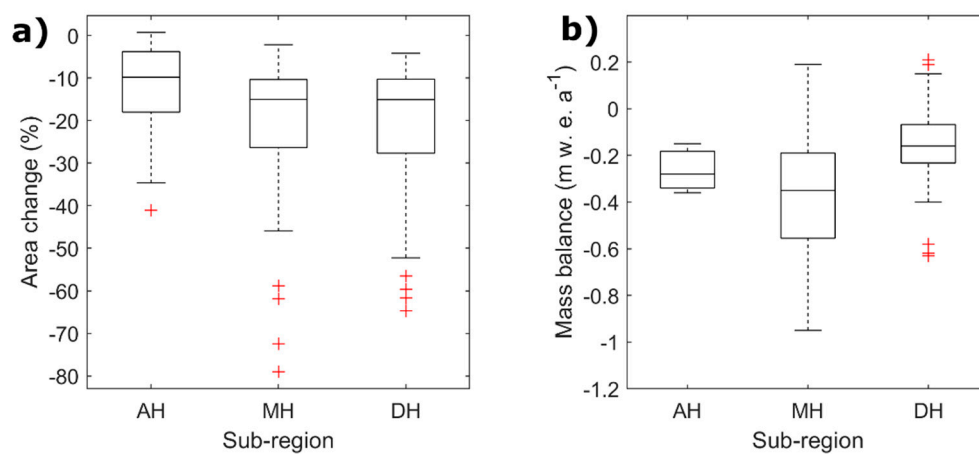 a)
Area change (%)
0
-10
-20
-30
-40
-50
-60
-70
-80
AH MH DH
Sub-region
b)
Mass balance (m w. e. a⁻¹)
0.2
0
-0.2
-0.4
-0.6
-0.8
-1
-1.2
AH MH DH
Sub-region